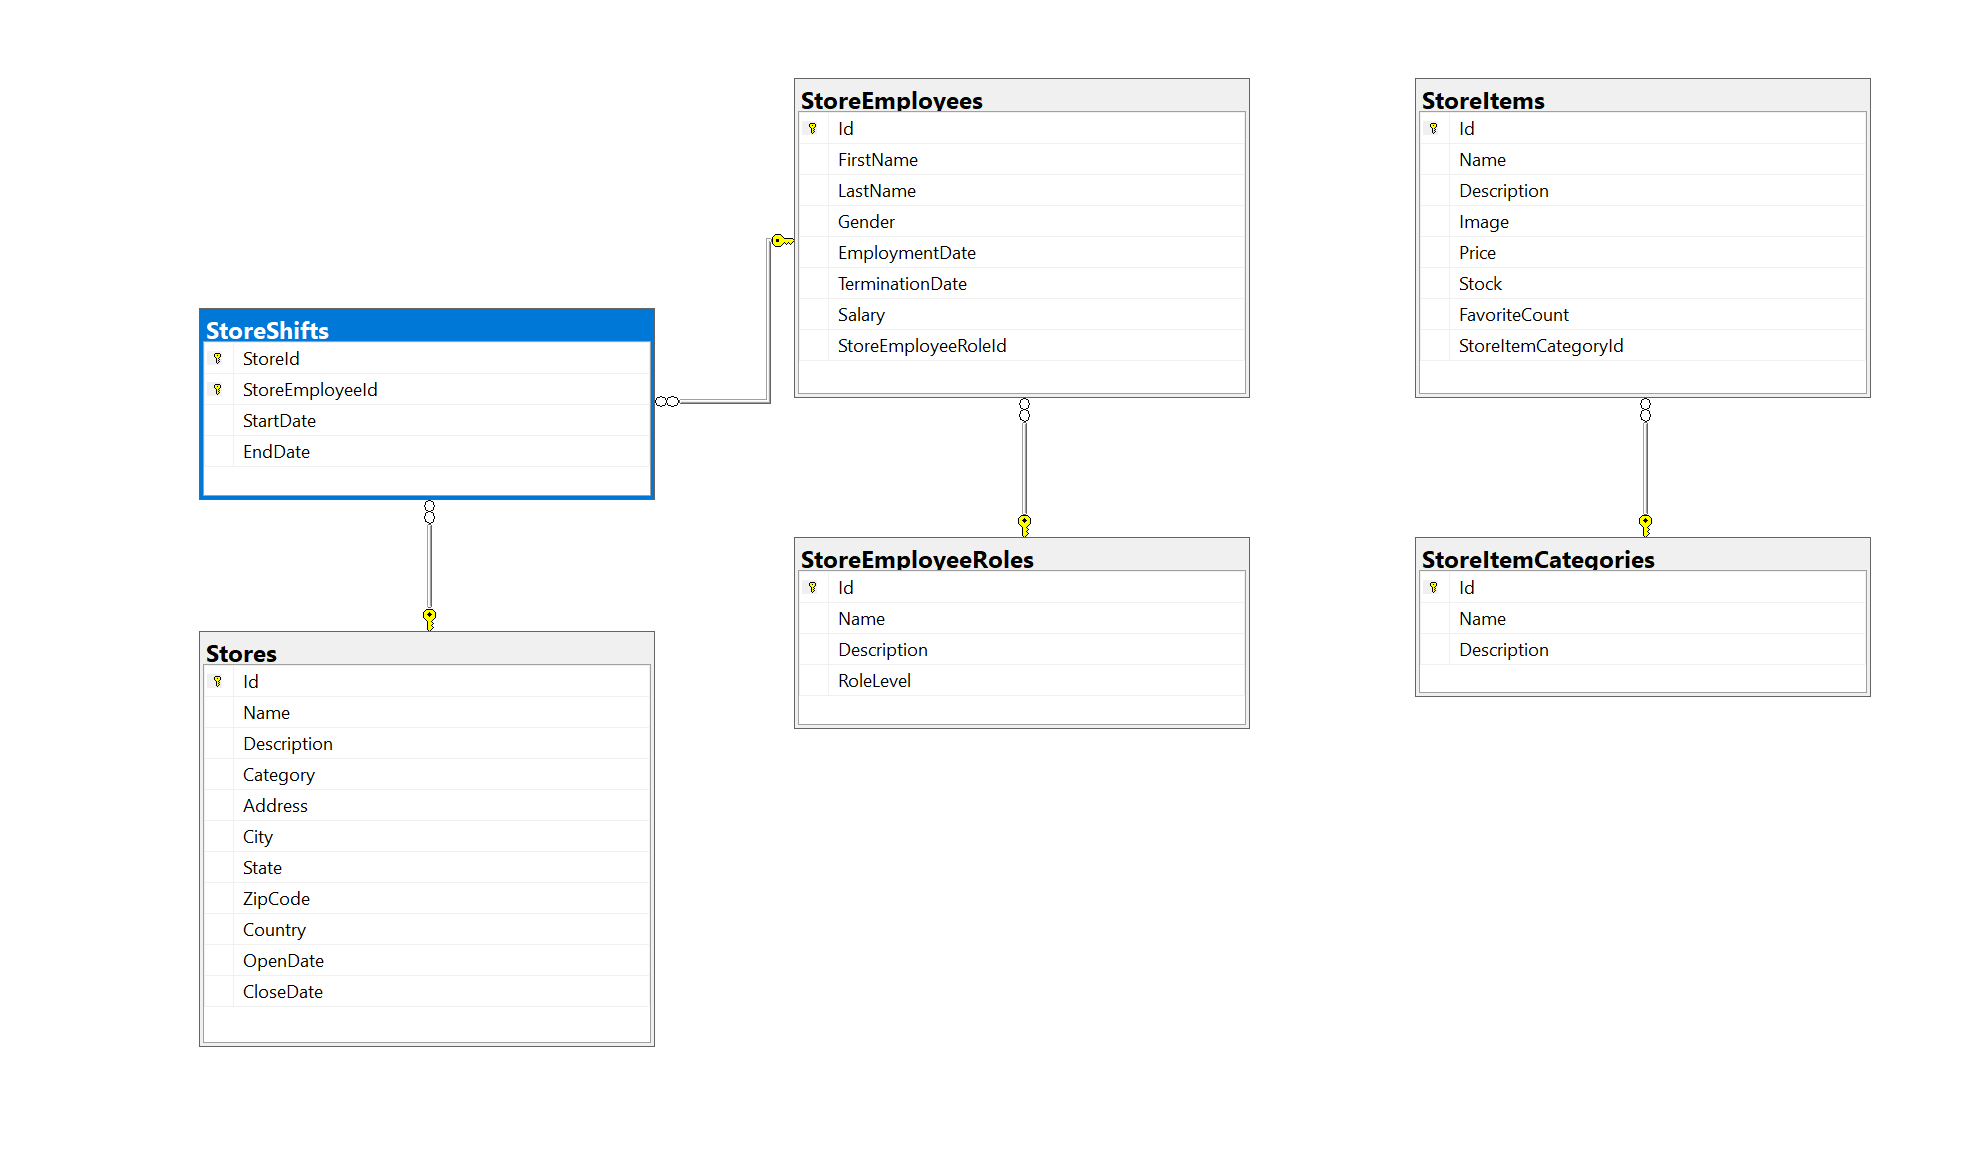 StoreShifts
StoreId
StoreEmployeeId
StartDate
EndDate
Stores
Id
Name
Description
Category
Address
City
State
ZipCode
Country
OpenDate
CloseDate
StoreEmployees
Id
FirstName
LastName
Gender
EmploymentDate
TerminationDate
Salary
StoreEmployeeRoleId
StoreEmployeeRoles
Id
Name
Description
RoleLevel
StoreItems
Id
Name
Description
Image
Price
Stock
FavoriteCount
StoreItemCategoryId
StoreItemCategories
Id
Name
Description